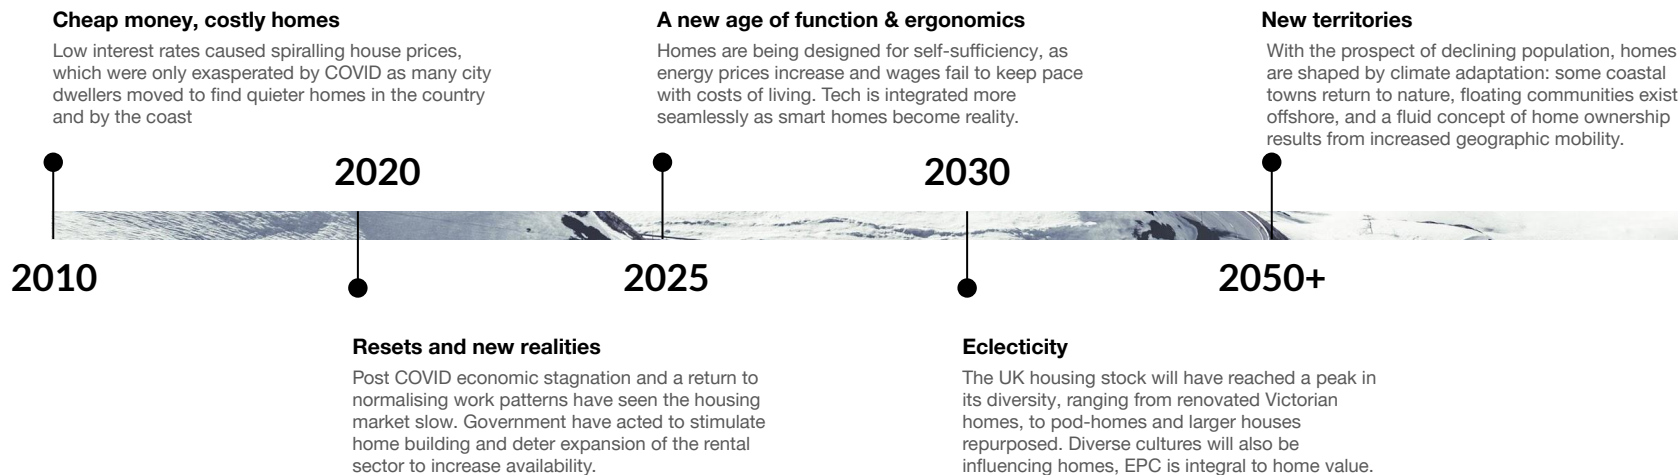 Cheap money, costly homes
Low interest rates caused spiralling house prices,
which were only exasperated by COVID as many city
dwellers moved to find quieter homes in the country
and by the coast
A new age of function & ergonomics
Homes are being designed for self-sufficiency, as
energy prices increase and wages fail to keep pace
with costs of living. Tech is integrated more
seamlessly as smart homes become reality.
New territories
With the prospect of declining population, homes
are shaped by climate adaptation: some coastal
towns return to nature, floating communities exist
offshore, and a fluid concept of home ownership
results from increased geographic mobility.
2020
2030
2010
2025
2050+
Resets and new realities
Post COVID economic stagnation and a return to
normalising work patterns have seen the housing
market slow. Government have acted to stimulate
home building and deter expansion of the rental
sector to increase availability.
Eclecticity
The UK housing stock will have reached a peak in
its diversity, ranging from renovated Victorian
homes, to pod-homes and larger houses
repurposed. Diverse cultures will also be
influencing homes, EPC is integral to home value.